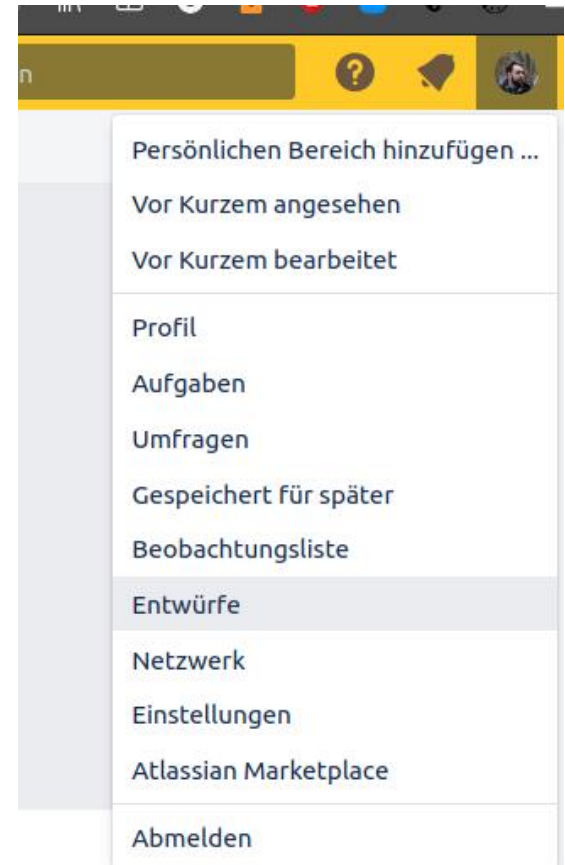 n
Persönlichen Bereich hinzufügen ...
Vor Kurzem angesehen
Vor Kurzem bearbeitet
Profil
Aufgaben
Umfragen
Gespeichert für später
Beobachtungsliste
Entwürfe
Netzwerk
Einstellungen
Atlassian Marketplace
Abmelden